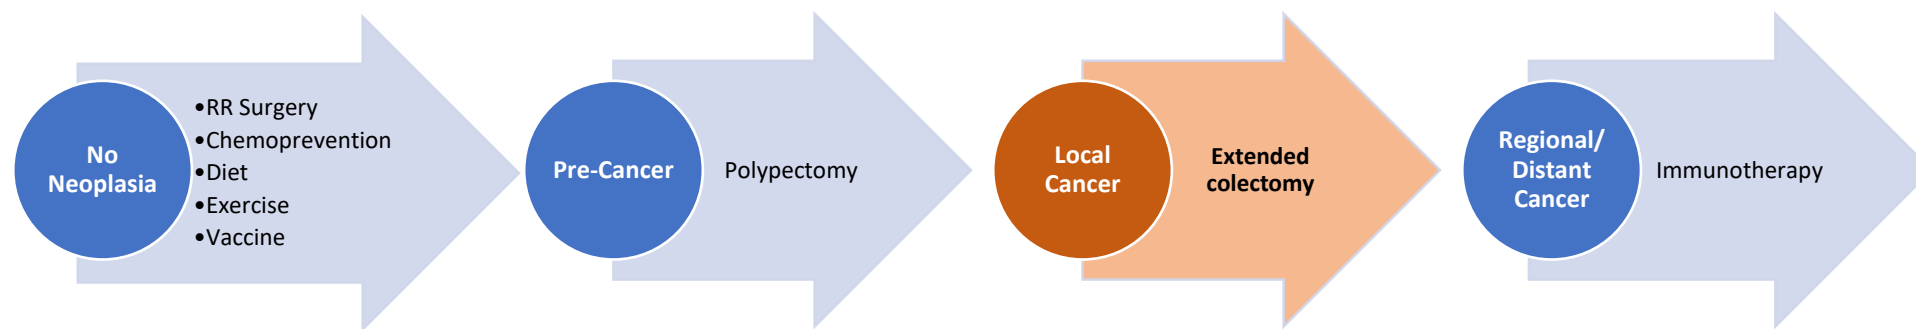 No
Neoplasia
•RR Surgery
•Chemoprevention
•Diet
•Exercise
•Vaccine
Pre-Cancer
Polypectomy
Local
Cancer
Extended
colectomy
Regional/
Distant
Cancer
Immunotherapy